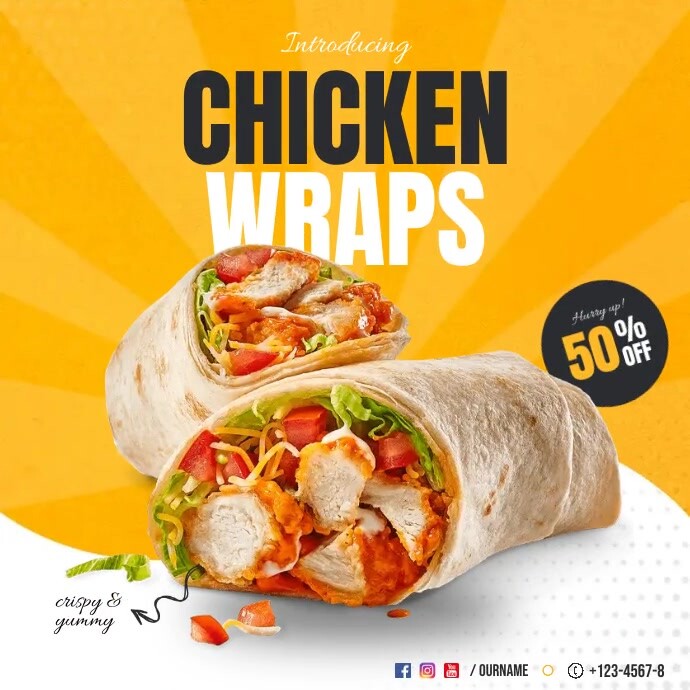 Introducing
CHICKEN
WRAPS
Hurry up!
50%
OFF
crispy &
yummy
/ OURNAME
+123-4567-8